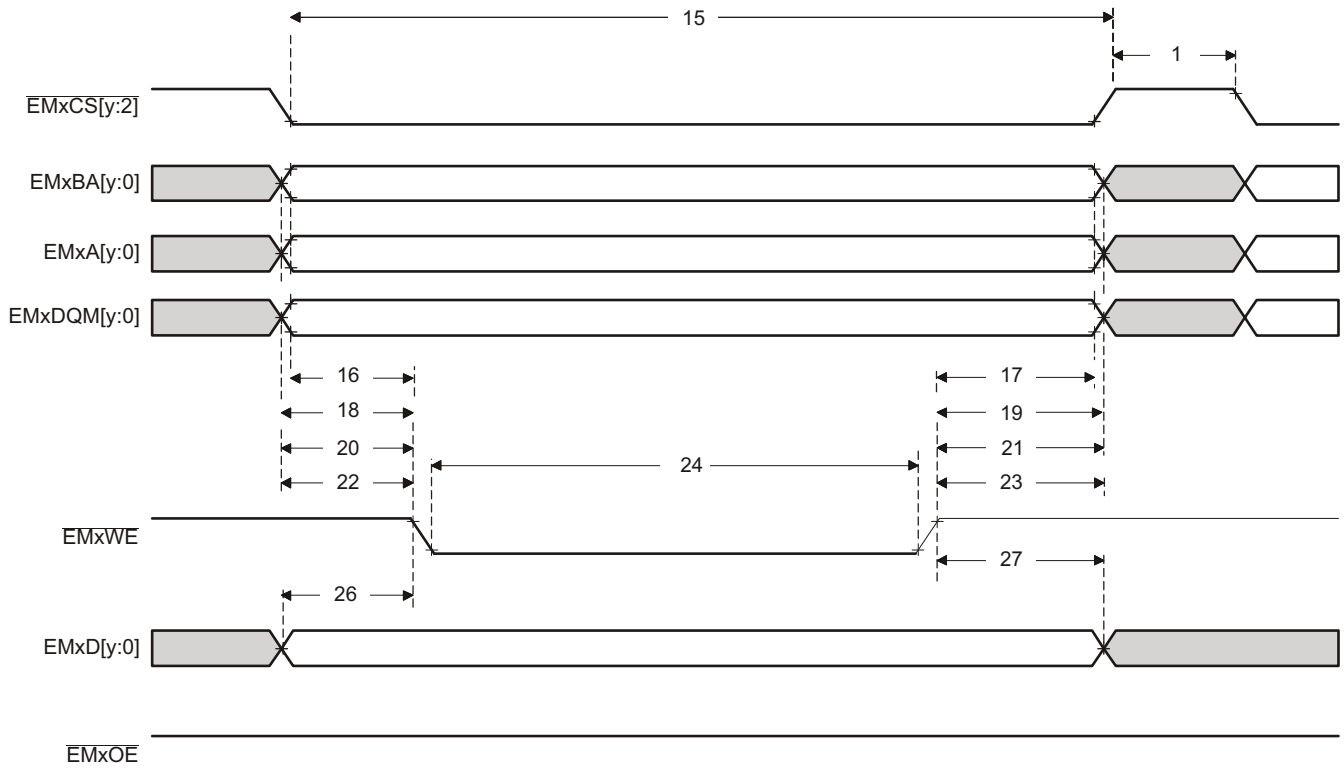 15
1
EMxCS[y:2]
EMxBA[y:0]
EMxA[y:0]
EMxDQM[y:0]
16 17
18 19
20 21
24
22 23
EMxWE
27
26
EMxD[y:0]
EMxOE